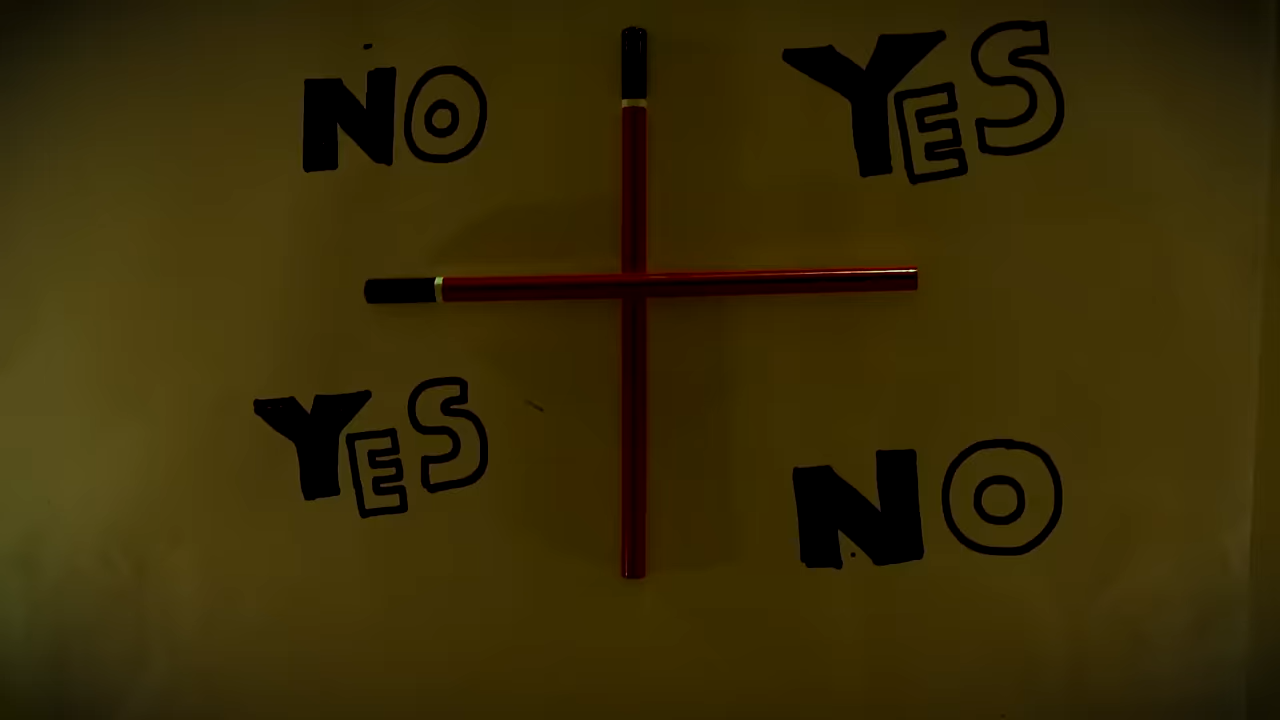 NO YES
YES NO